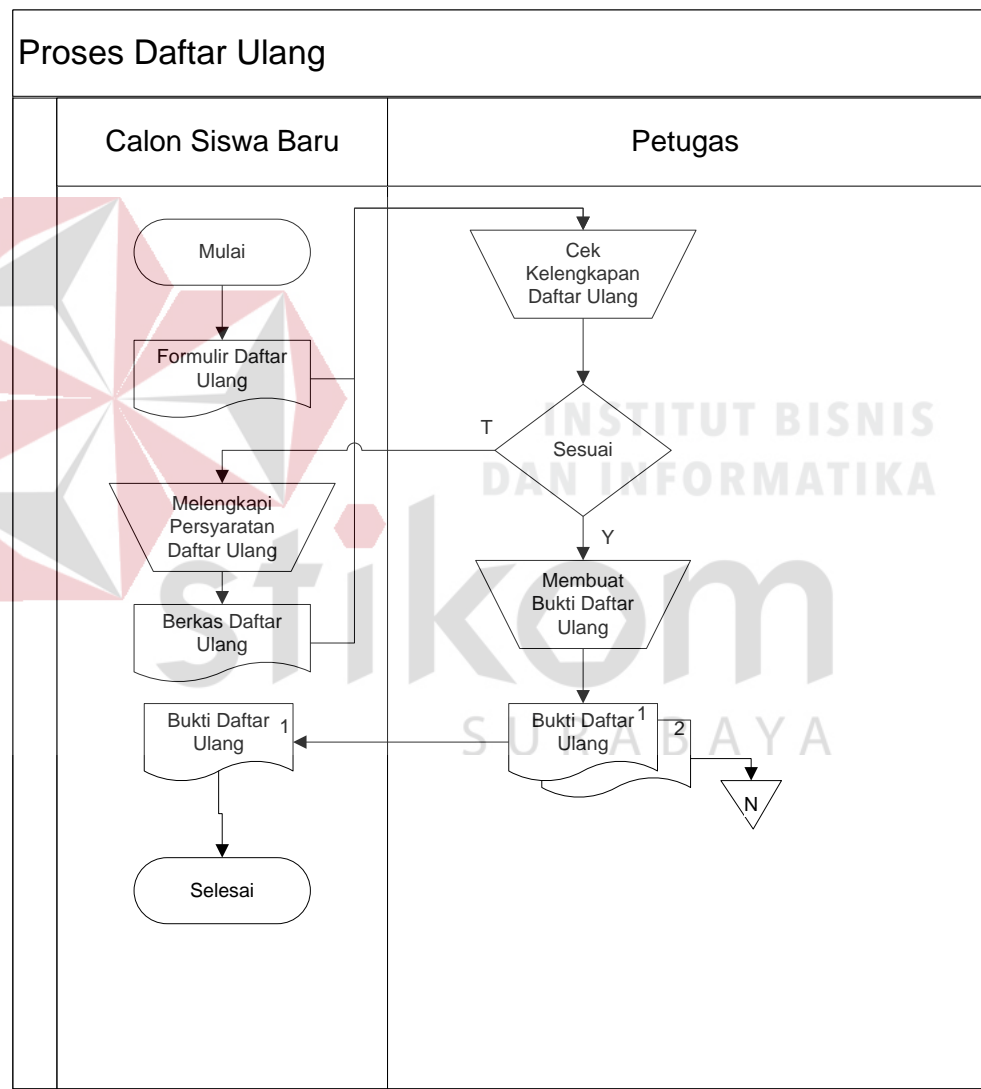 Proses Daftar Ulang
Calon Siswa Baru
Petugas
Mulai
Cek
Kelengkapan
Daftar Ulang
Formulir Daftar
Ulang
T
Sesuai
INSTITUT BISNIS
DAN INFORMATIKA
Melengkapi
Persyaratan
Daftar Ulang
Y
stikom
Membuat
Bukti Daftar
Ulang
Berkas Daftar
Ulang
Bukti Daftar
Ulang
1
Bukti Daftar
Ulang
1
2
SURABAYA
N
Selesai